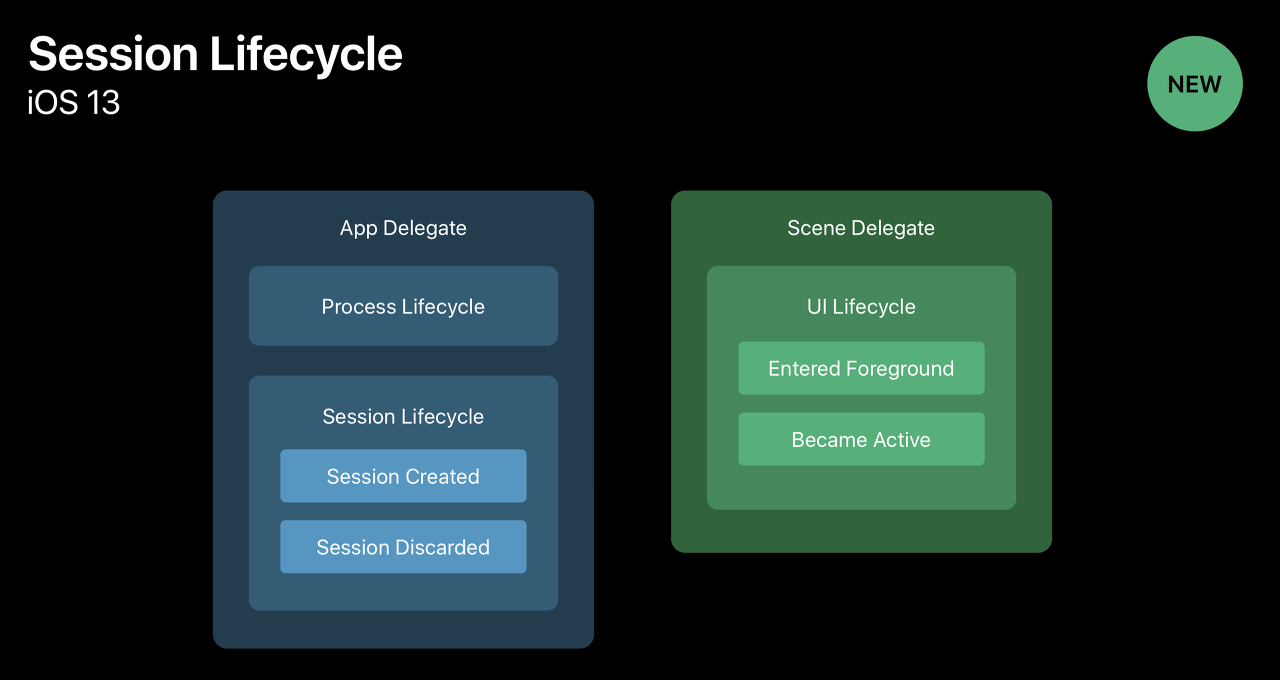 Session Lifecycle
iOS 13
NEW
App Delegate
Process Lifecycle
Session Lifecycle
Session Created
Session Discarded
Scene Delegate
UI Lifecycle
Entered Foreground
Became Active